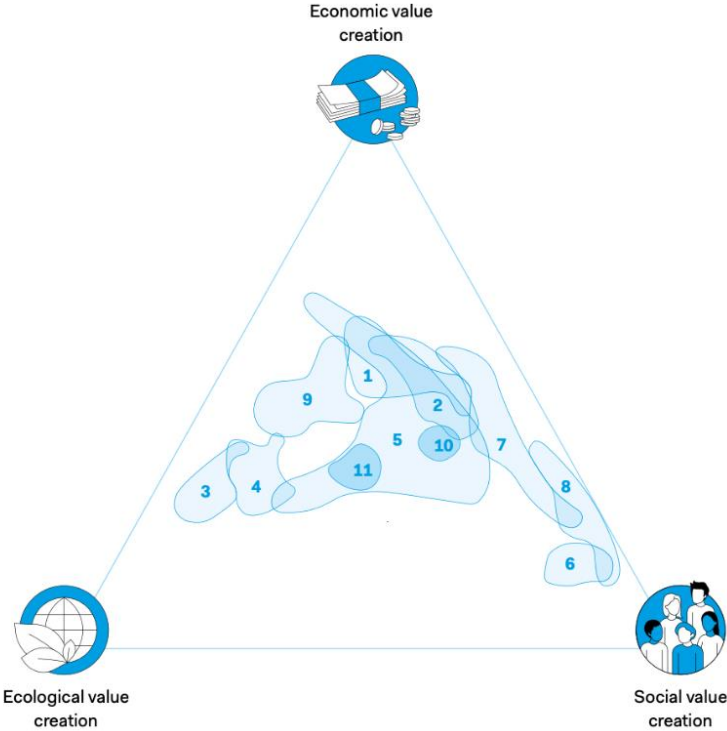 Economic value
creation
1
9
2
5
10
7
11
3
4
8
6
Ecological value
creation
Social value
creation